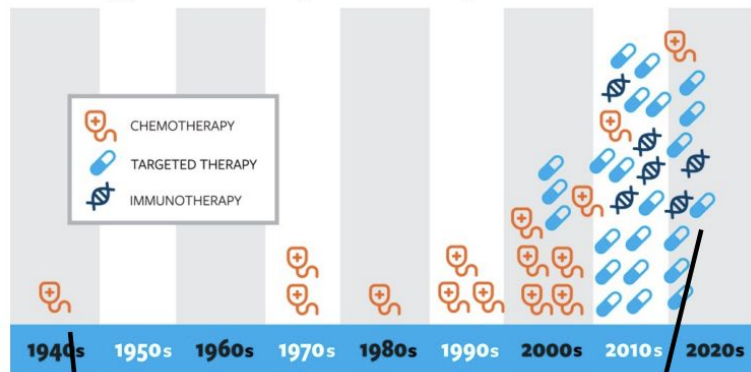 CHEMOTHERAPY
TARGETED THERAPY
IMMUNOTHERAPY
1940s 1950s 1960s 1970s 1980s 1990s 2000s 2010s 2020s